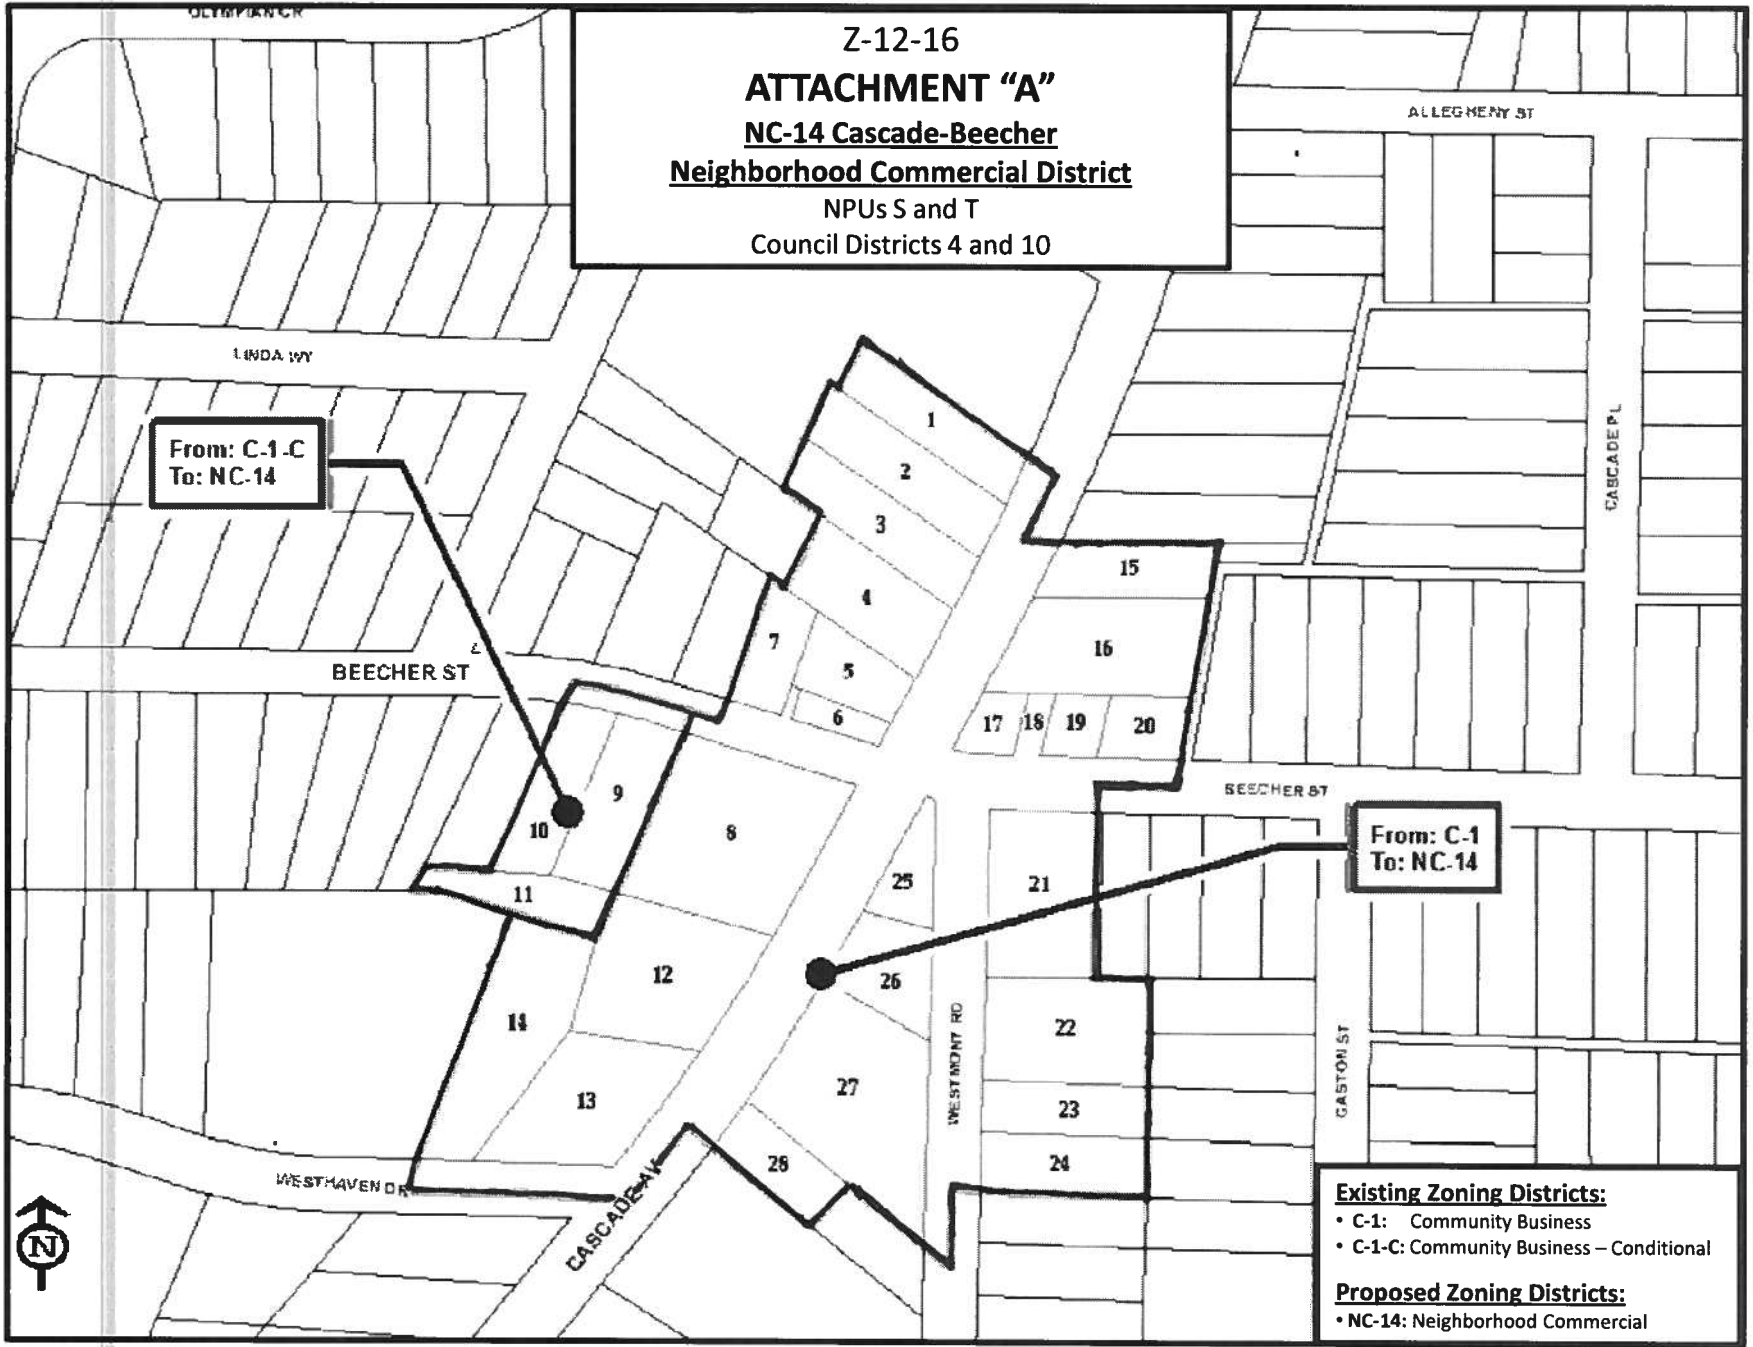 OLYMPIAN CR
Z-12-16
ATTACHMENT “A”
NC-14 Cascade-Beecher
Neighborhood Commercial District
NPUs S and T
Council Districts 4 and 10
ALLEGHENY ST
LINDA WY
CASCADE PL
From: C-1-C
To: NC-14
1
2
3
4
5
6
7
15
16
17
18
19
20
BEECHER ST
BEECHER ST
From: C-1
To: NC-14
8
9
10
11
12
13
14
21
22
23
24
25
26
27
28
WESTMONT RD
GASTON ST
WESTHAVEN DR
CASCADE AV
N
Existing Zoning Districts:
• C-1: Community Business
• C-1-C: Community Business – Conditional
Proposed Zoning Districts:
• NC-14: Neighborhood Commercial